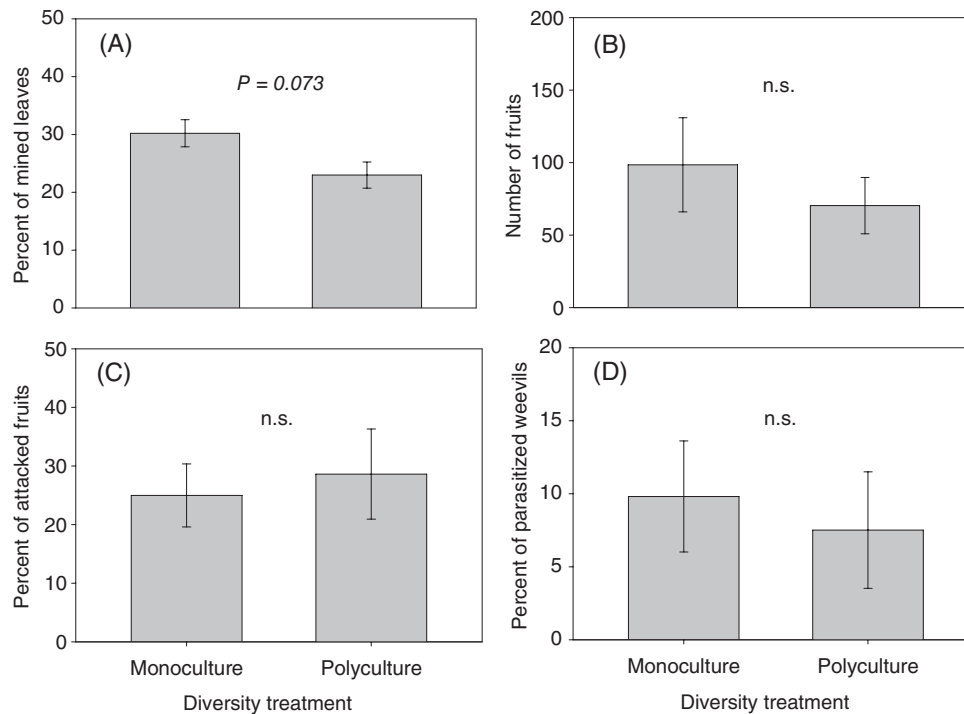 (A)
P = 0.073
Percent of mined leaves
50
40
30
20
10
0
(B)
n.s.
Number of fruits
200
150
100
50
0
(C)
n.s.
Percent of attacked fruits
50
40
30
20
10
0
Monoculture Polyculture
Diversity treatment
(D)
n.s.
Percent of parasitized weevils
20
15
10
5
0
Monoculture Polyculture
Diversity treatment